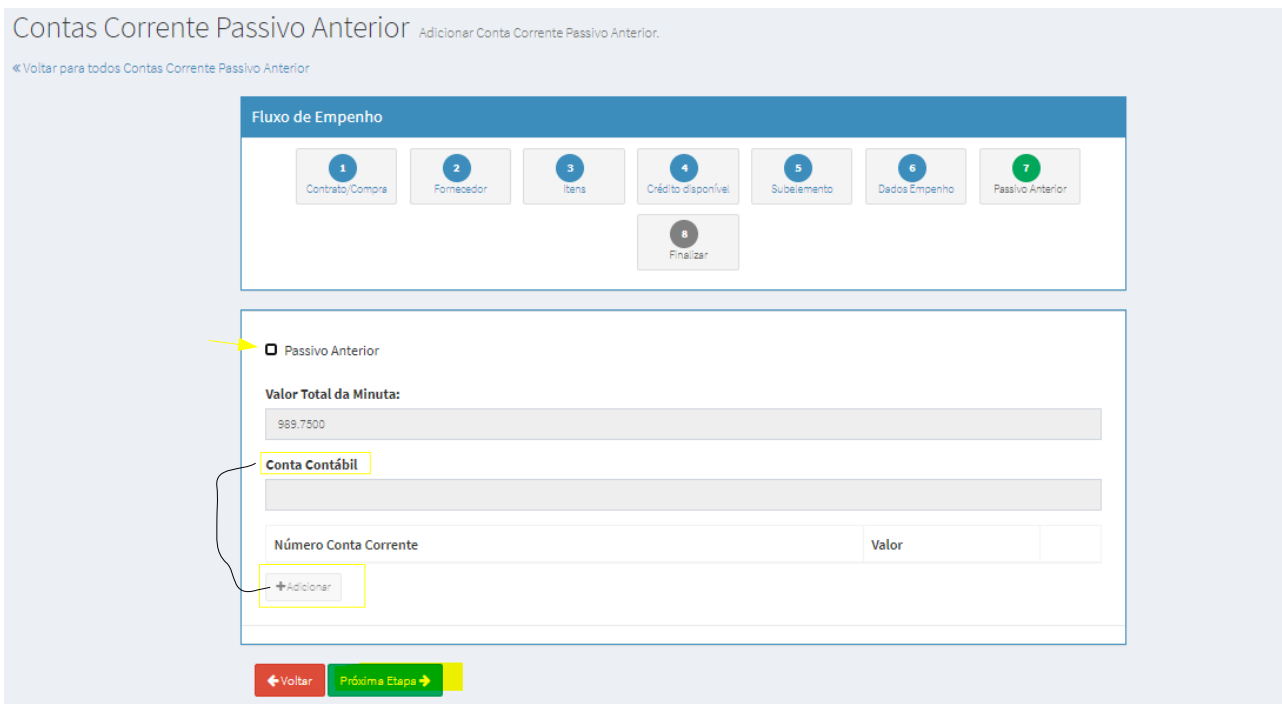 Contas Corrente Passivo Anterior Adicionar Conta Corrente Passivo Anterior.
« Voltar para todos Contas Corrente Passivo Anterior
Fluxo de Empenho
1 2 3 4 5 6 7
Contrato/Compra Fornecedor Itens Crédito disponível Subelemento Dados Empenho Passivo Anterior
8
Finalizar
Passivo Anterior
Valor Total da Minuta:
989.7500
Conta Contábil
Número Conta Corrente Valor
+Adicionar
Voltar Próxima Etapa